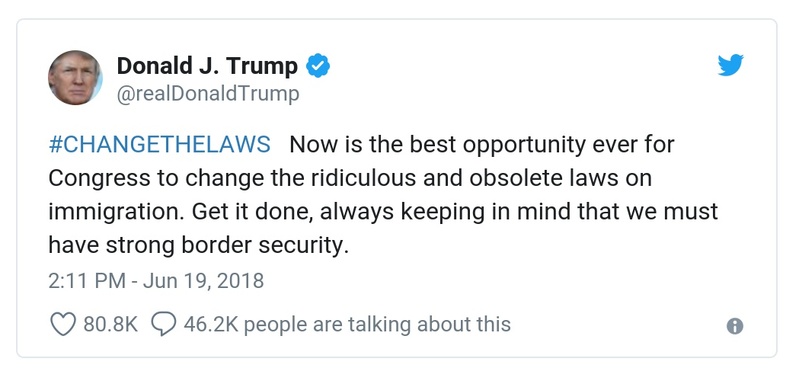 Donald J. Trump
@realDonaldTrump
#CHANGETHELAWS Now is the best opportunity ever for
Congress to change the ridiculous and obsolete laws on
immigration. Get it done, always keeping in mind that we must
have strong border security.
2:11 PM - Jun 19, 2018
80.8K 46.2K people are talking about this